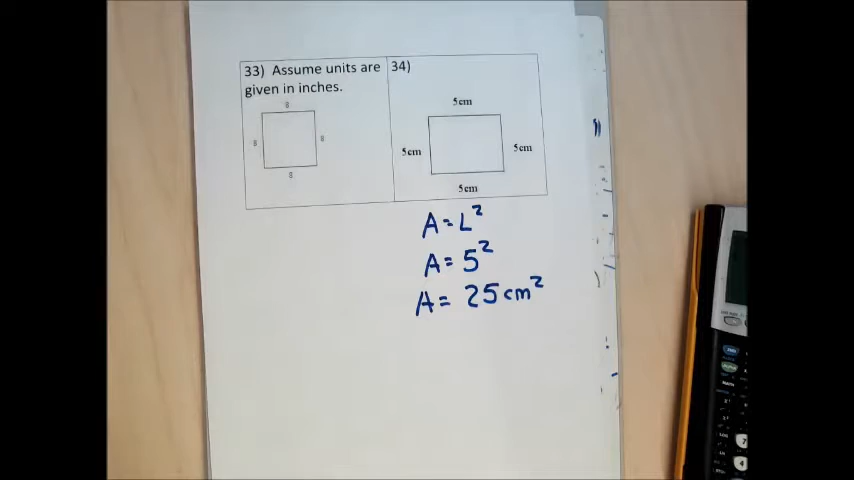 33) Assume units are
given in inches.
8
8
8
8
34)
5cm
5cm
5cm
5cm
A = L²
A = 5²
A = 25 cm²